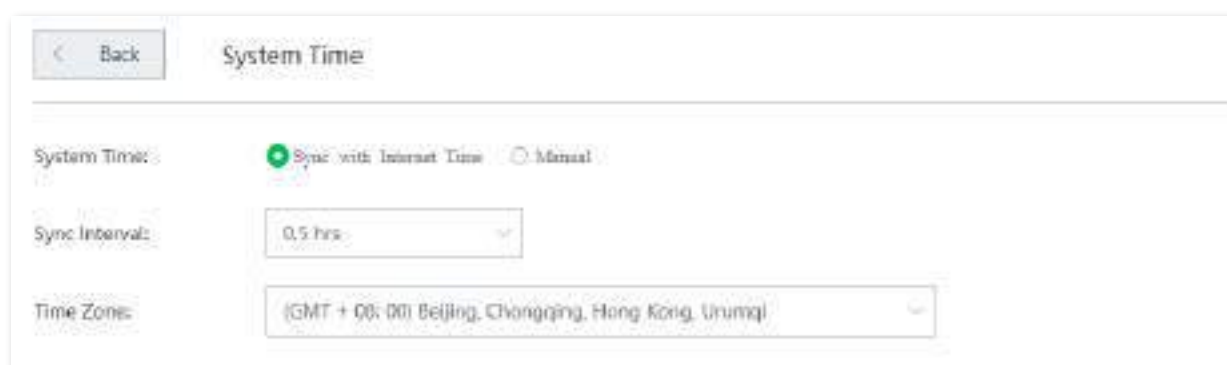 < Back System Time
System Time: Sync with Internet Time Manual
Sync Interval: 0.5 hrs
Time Zone: (GMT + 08: 00) Beijing, Chongqing, Hong Kong, Urumqi